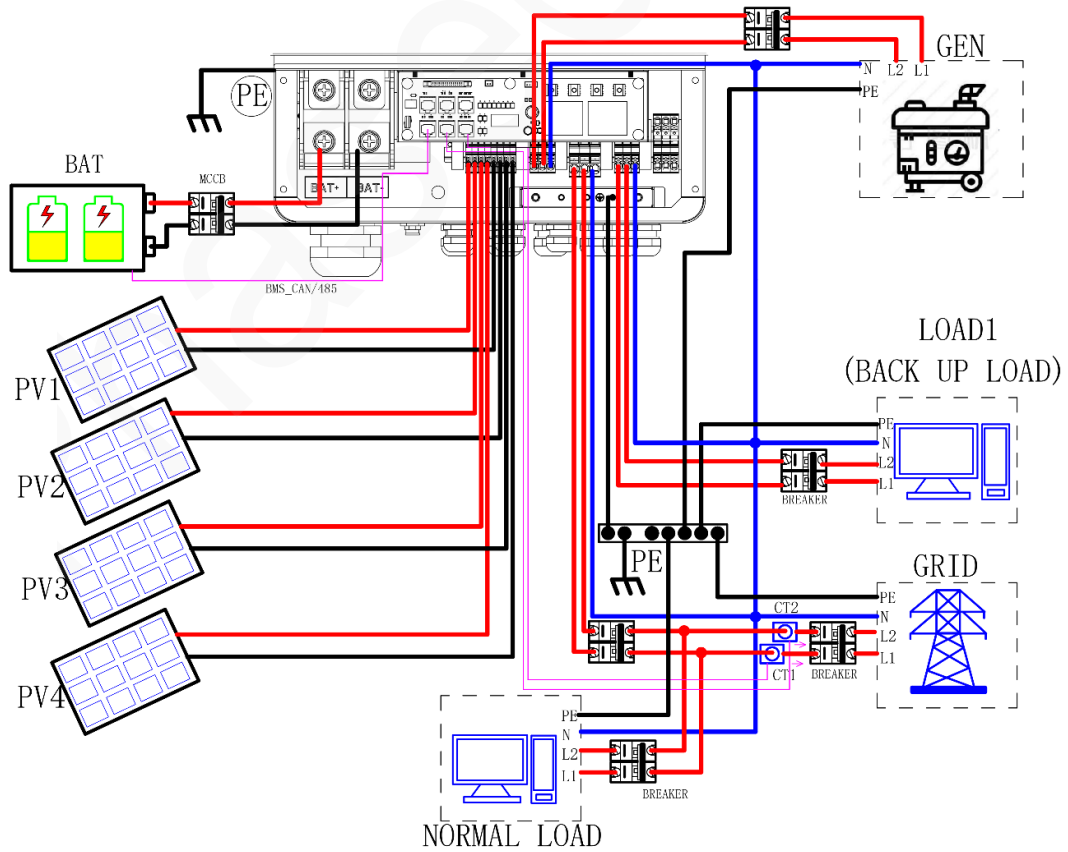 GEN
N L2 L1
PE
PE
BAT
MCCB
BAT+ BAT-
BMS_CAN/485
PV1
PV2
PV3
PV4
LOAD1
(BACK UP LOAD)
PE
N
L2
L1
BREAKER
PE
GRID
PE
N
L2
L1
CT2
CT1
BREAKER
PE
N
L2
L1
BREAKER
NORMAL LOAD